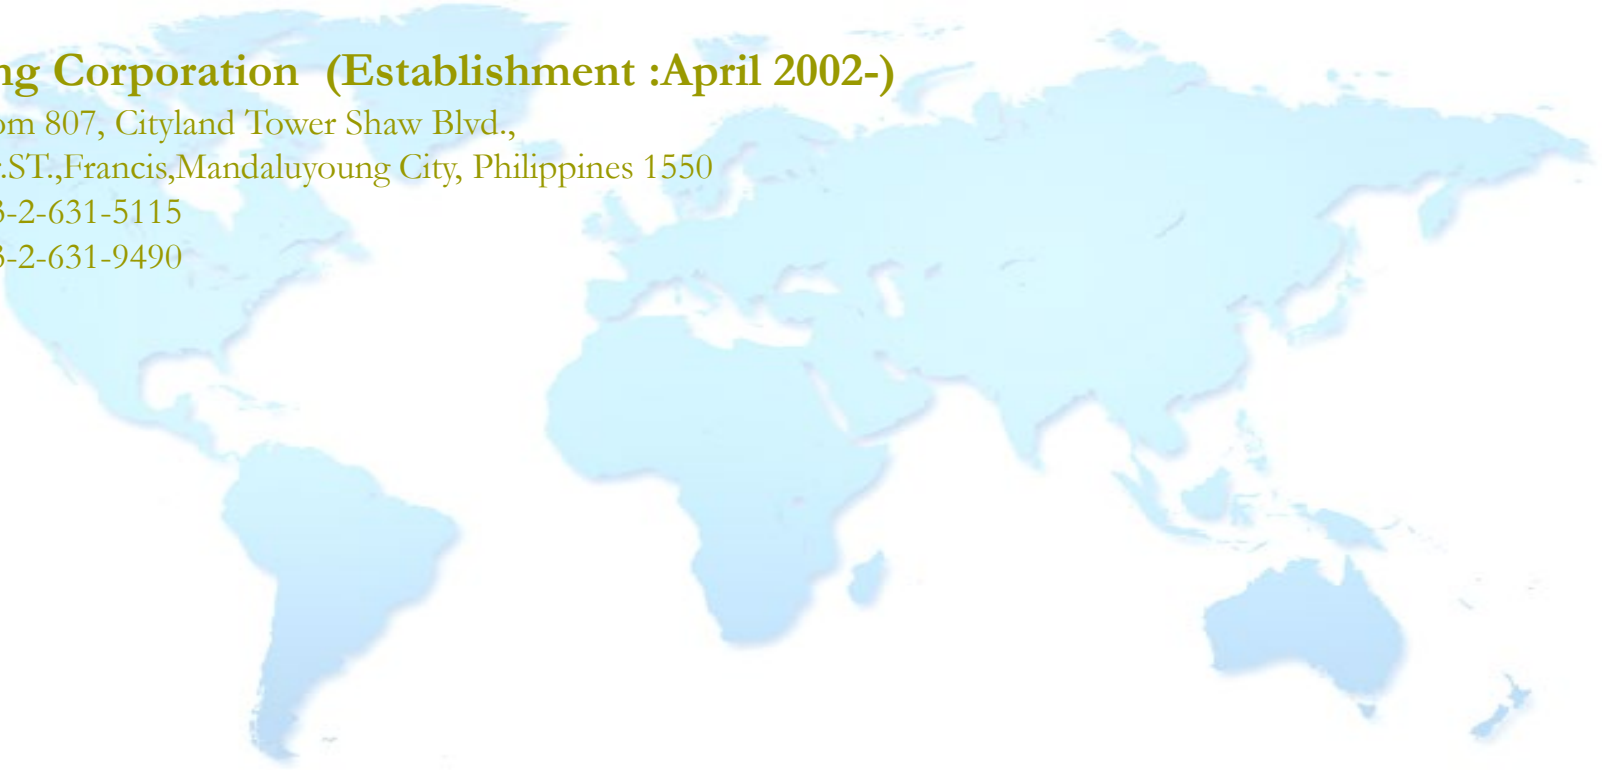 ng Corporation (Establishment :April 2002-)
om 807, Cityland Tower Shaw Blvd.,
.ST.,Francis,Mandaluyoung City, Philippines 1550
3-2-631-5115
3-2-631-9490